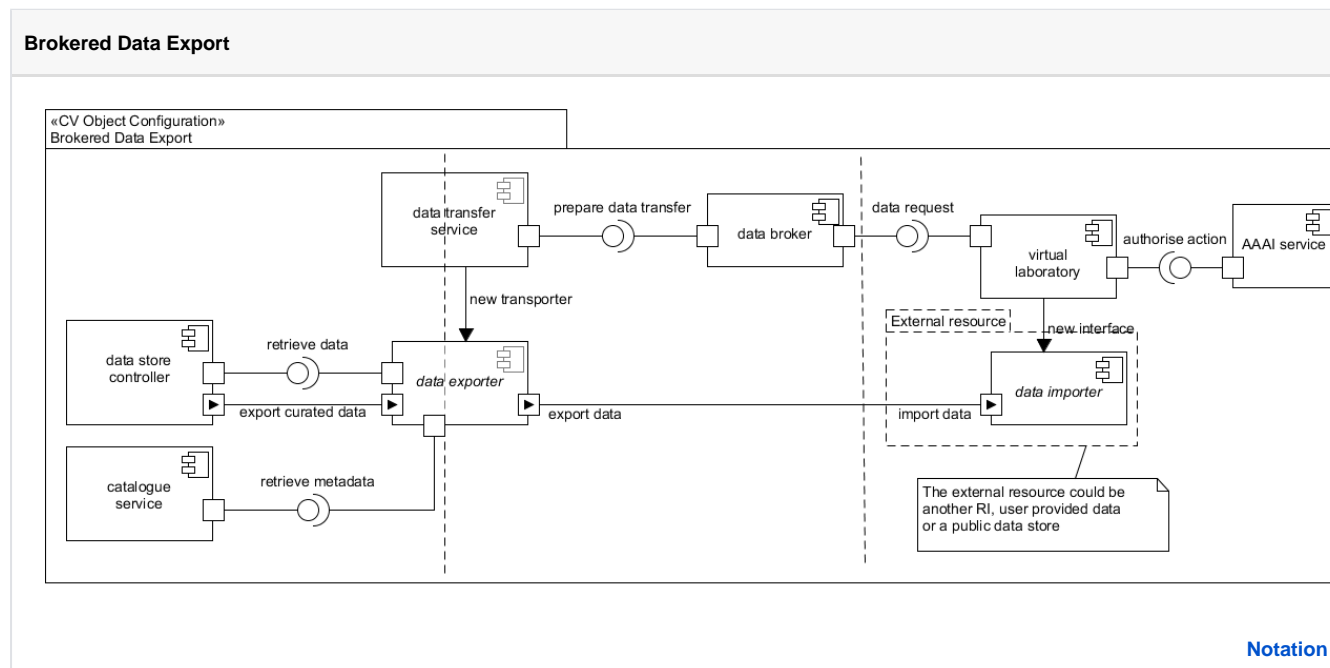 Brokered Data Export
«CV Object Configuration»
Brokered Data Export
data transfer
service
prepare data transfer
data broker
data request
virtual
laboratory
authorise action
AAAI service
new transporter
External resource
new interface
data store
controller
retrieve data
data exporter
data importer
export curated data
export data
import data
catalogue
service
retrieve metadata
The external resource could be
another RI, user provided data
or a public data store
Notation